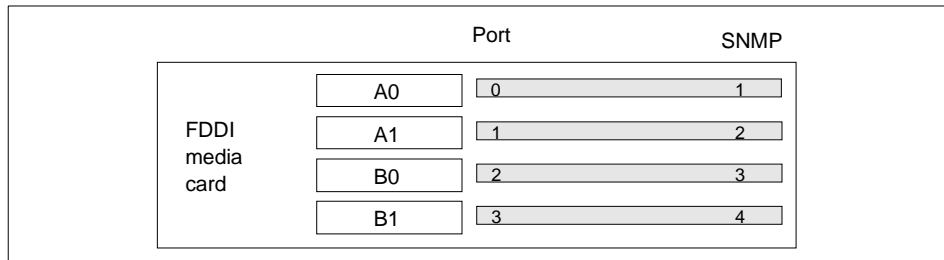 Port SNMP
A0 0 1
FDDI
media
card
A1 1 2
B0 2 3
B1 3 4